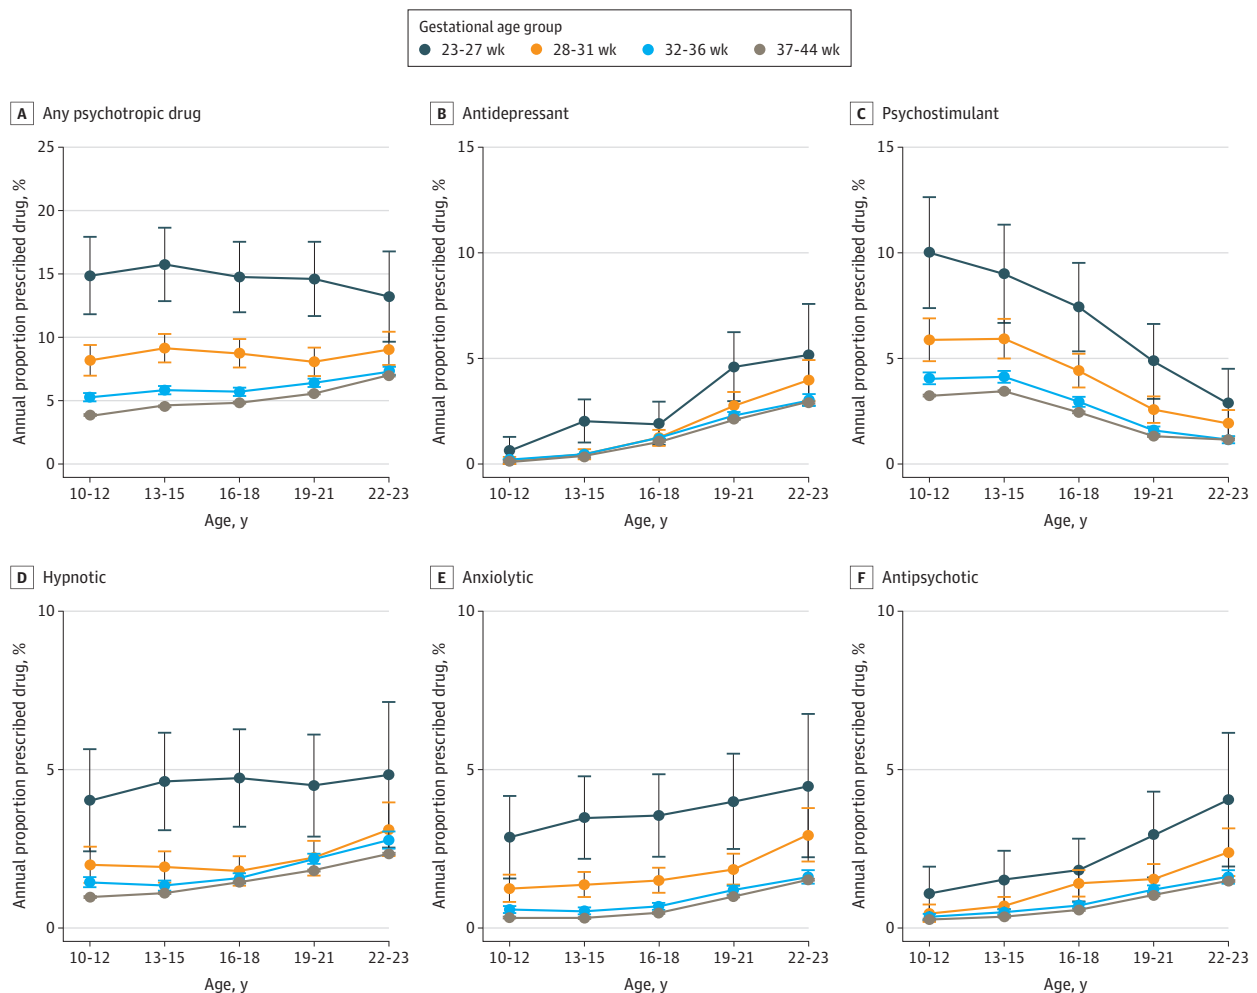 Gestational age group
23-27 wk 28-31 wk 32-36 wk 37-44 wk
A Any psychotropic drug
Annual proportion prescribed drug, %
25
20
15
10
5
0
10-12 13-15 16-18 19-21 22-23
Age, y
B Antidepressant
Annual proportion prescribed drug, %
15
10
5
0
10-12 13-15 16-18 19-21 22-23
Age, y
C Psychostimulant
Annual proportion prescribed drug, %
15
10
5
0
10-12 13-15 16-18 19-21 22-23
Age, y
D Hypnotic
Annual proportion prescribed drug, %
10
5
0
10-12 13-15 16-18 19-21 22-23
Age, y
E Anxiolytic
Annual proportion prescribed drug, %
10
5
0
10-12 13-15 16-18 19-21 22-23
Age, y
F Antipsychotic
Annual proportion prescribed drug, %
10
5
0
10-12 13-15 16-18 19-21 22-23
Age, y